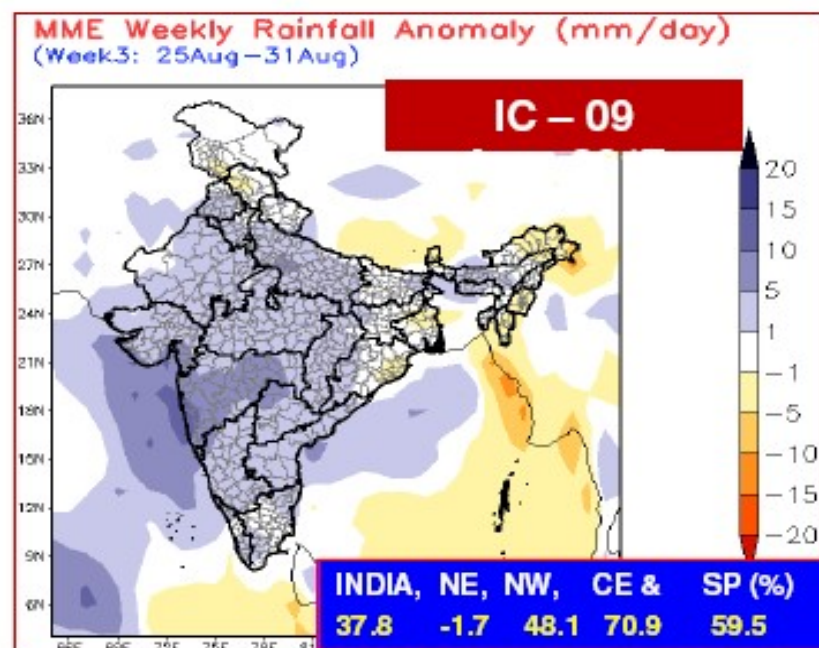 MME Weekly Rainfall Anomaly (mm/day)
(Week3: 25Aug–31Aug)
IC – 09
36N
33N
30N
27N
24N
21N
18N
15N
12N
9N
6N
20
15
10
5
1
−1
−5
−10
−15
−20
INDIA, NE, NW, CE & SP (%)
37.8 -1.7 48.1 70.9 59.5